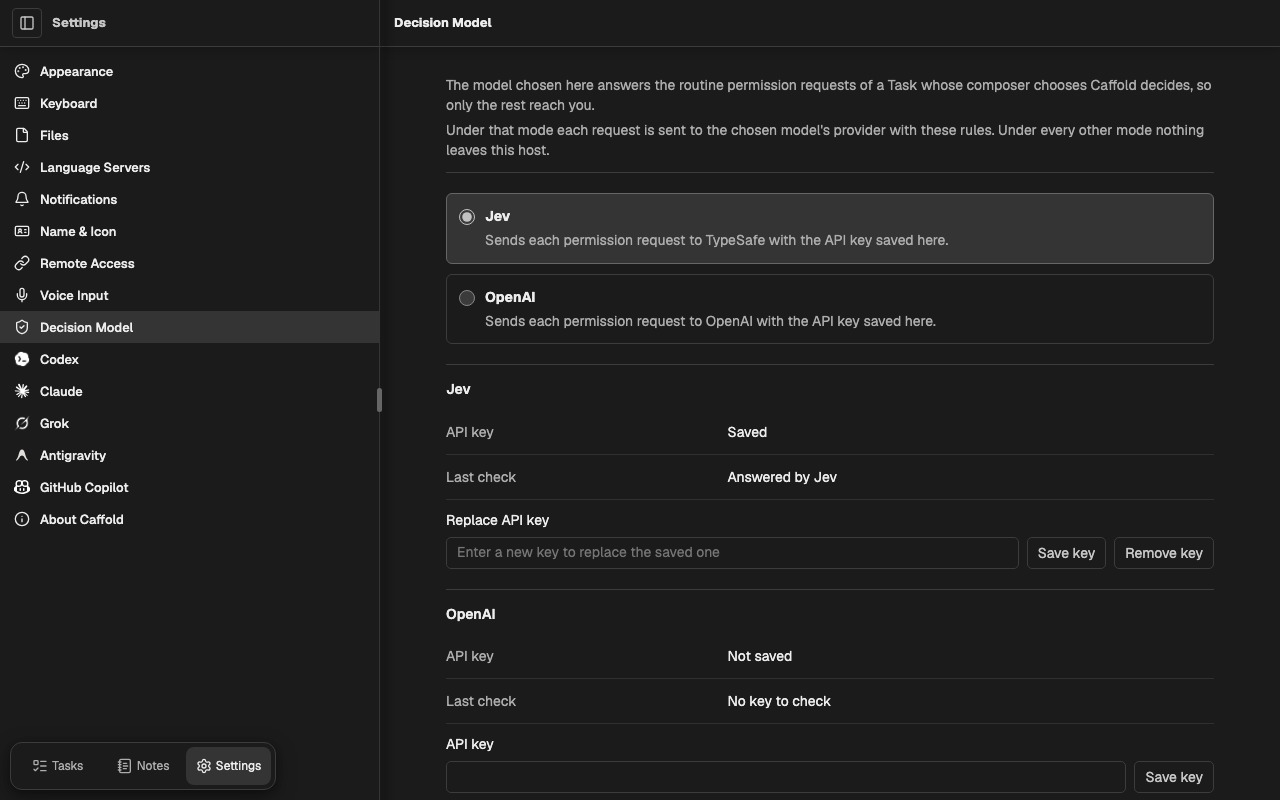 Settings
Decision Model
Appearance
Keyboard
Files
Language Servers
Notifications
Name & Icon
Remote Access
Voice Input
Decision Model
Codex
Claude
Grok
Antigravity
GitHub Copilot
About Caffold
Tasks
Notes
Settings
The model chosen here answers the routine permission requests of a Task whose composer chooses Caffold decides, so
only the rest reach you.
Under that mode each request is sent to the chosen model's provider with these rules. Under every other mode nothing
leaves this host.
Jev
Sends each permission request to TypeSafe with the API key saved here.
OpenAI
Sends each permission request to OpenAI with the API key saved here.
Jev
API key Saved
Last check Answered by Jev
Replace API key
Enter a new key to replace the saved one Save key Remove key
OpenAI
API key Not saved
Last check No key to check
API key
Save key